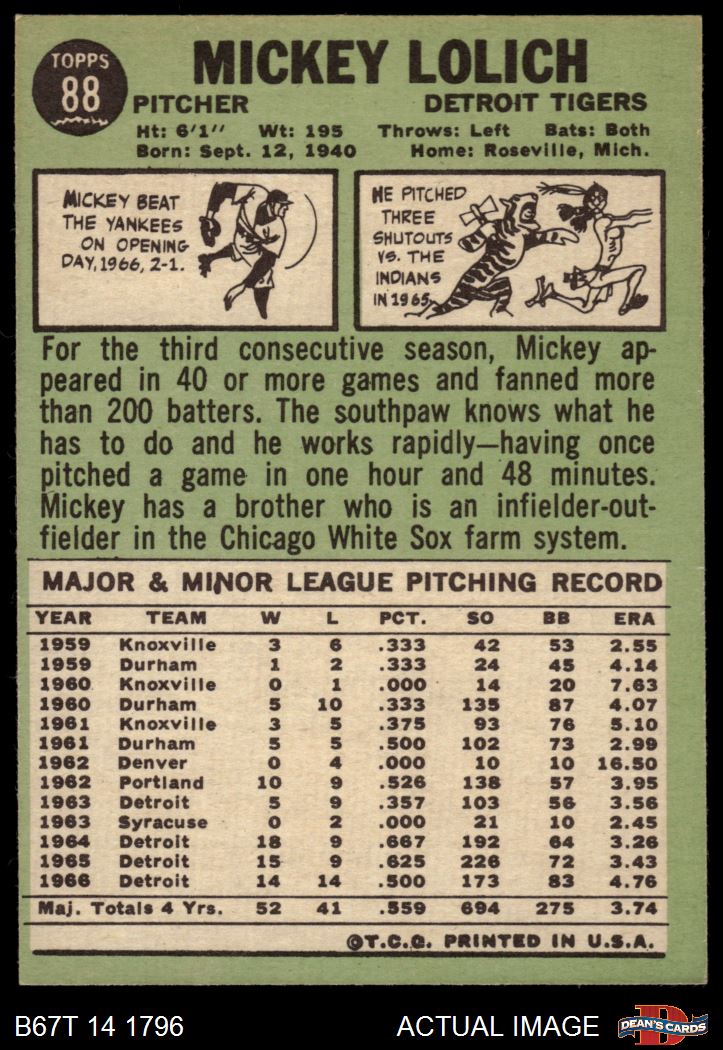 TOPPS
88
MICKEY LOLICH
PITCHER DETROIT TIGERS
Ht: 6'1" Wt: 195 Throws: Left Bats: Both
Born: Sept. 12, 1940 Home: Roseville, Mich.
MICKEY BEAT
THE YANKEES
ON OPENING
DAY, 1966, 2-1.
HE PITCHED
THREE
SHUTOUTS
VS. THE
INDIANS
IN 1965
For the third consecutive season, Mickey ap-
peared in 40 or more games and fanned more
than 200 batters. The southpaw knows what he
has to do and he works rapidly—having once
pitched a game in one hour and 48 minutes.
Mickey has a brother who is an infielder-out-
fielder in the Chicago White Sox farm system.
MAJOR & MINOR LEAGUE PITCHING RECORD
YEAR TEAM W L PCT. SO BB ERA
1959 Knoxville 3 6 .333 42 53 2.55
1959 Durham 1 2 .333 24 45 4.14
1960 Knoxville 0 1 .000 14 20 7.63
1960 Durham 5 10 .333 135 87 4.07
1961 Knoxville 3 5 .375 93 76 5.10
1961 Durham 5 5 .500 102 73 2.99
1962 Denver 0 4 .000 10 10 16.50
1962 Portland 10 9 .526 138 57 3.95
1963 Detroit 5 9 .357 103 56 3.56
1963 Syracuse 0 2 .000 21 10 2.45
1964 Detroit 18 9 .667 192 64 3.26
1965 Detroit 15 9 .625 226 72 3.43
1966 Detroit 14 14 .500 173 83 4.76
Maj. Totals 4 Yrs. 52 41 .559 694 275 3.74
©T.C.G. PRINTED IN U.S.A.
B67T 14 1796 ACTUAL IMAGE
D
DEAN'S CARDS